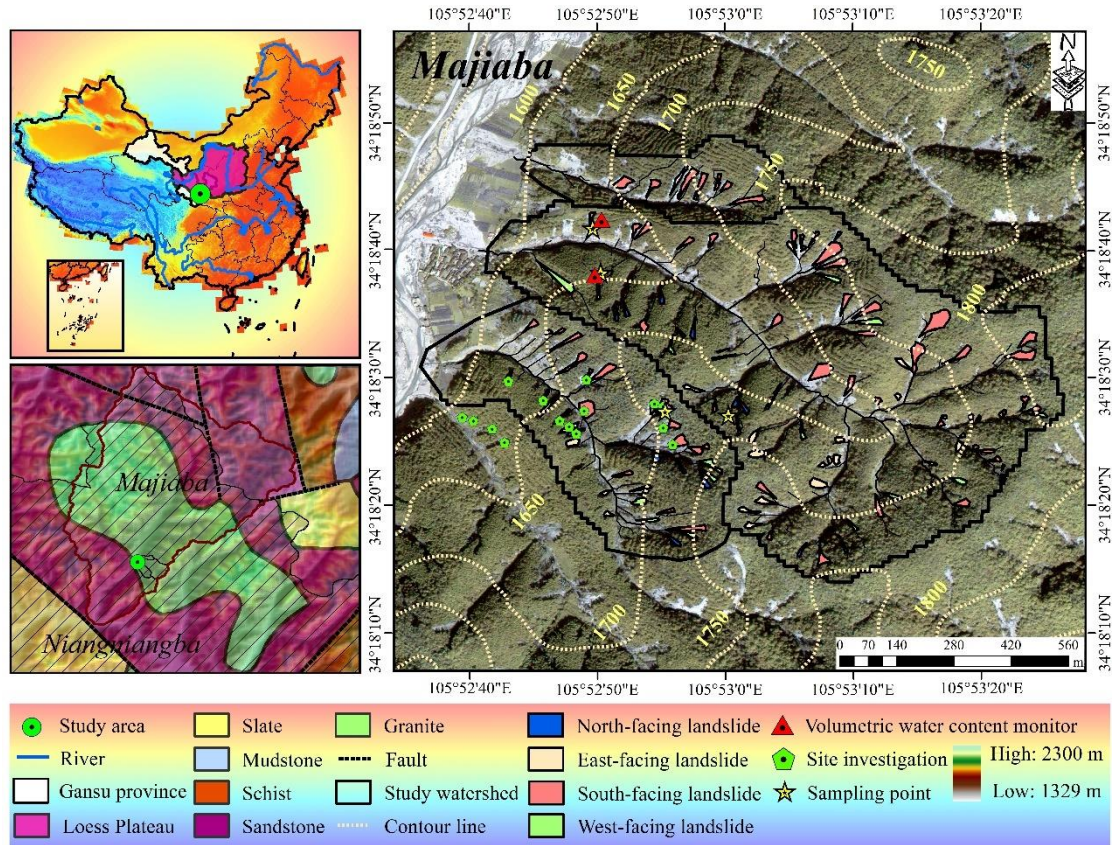 105°52'40"E 105°52'50"E 105°53'0"E 105°53'10"E 105°53'20"E
Majiaba
N
1750
1600
1650
1700
1750
34°18'50"N 34°18'50"N
34°18'40"N 34°18'40"N
1800
34°18'30"N 34°18'30"N
Majiaba
1650
34°18'20"N 34°18'20"N
1800
1700
1750
34°18'10"N 34°18'10"N
Niangniangba
0 70 140 280 420 560
m
105°52'40"E 105°52'50"E 105°53'0"E 105°53'10"E 105°53'20"E
Study area Slate Granite North-facing landslide Volumetric water content monitor
River Mudstone Fault East-facing landslide Site investigation High: 2300 m
Gansu province Schist Study watershed South-facing landslide Sampling point Low: 1329 m
Loess Plateau Sandstone Contour line West-facing landslide